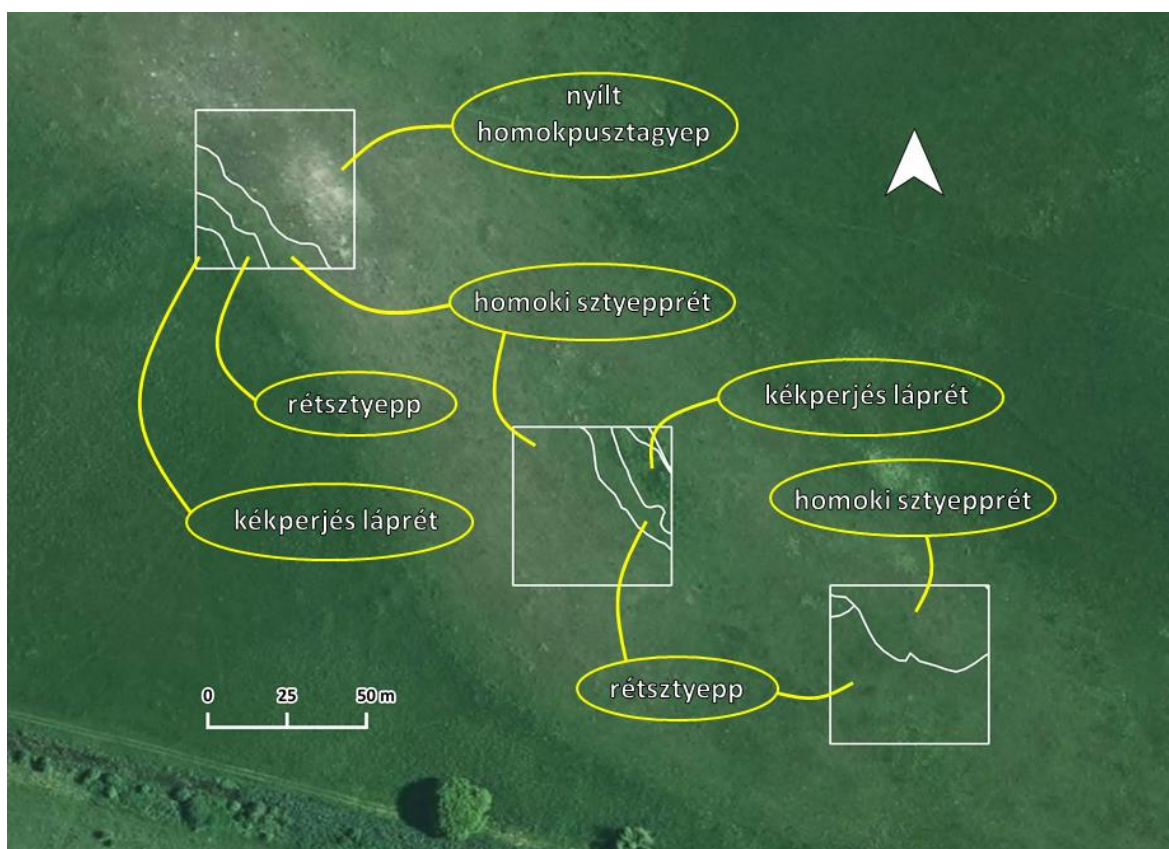 nyílt
homokpusztagyep
homoki sztyepprét
rétsztyepp
kékperjés láprét
kékperjés láprét
homoki sztyepprét
rétsztyepp
0 25 50 m